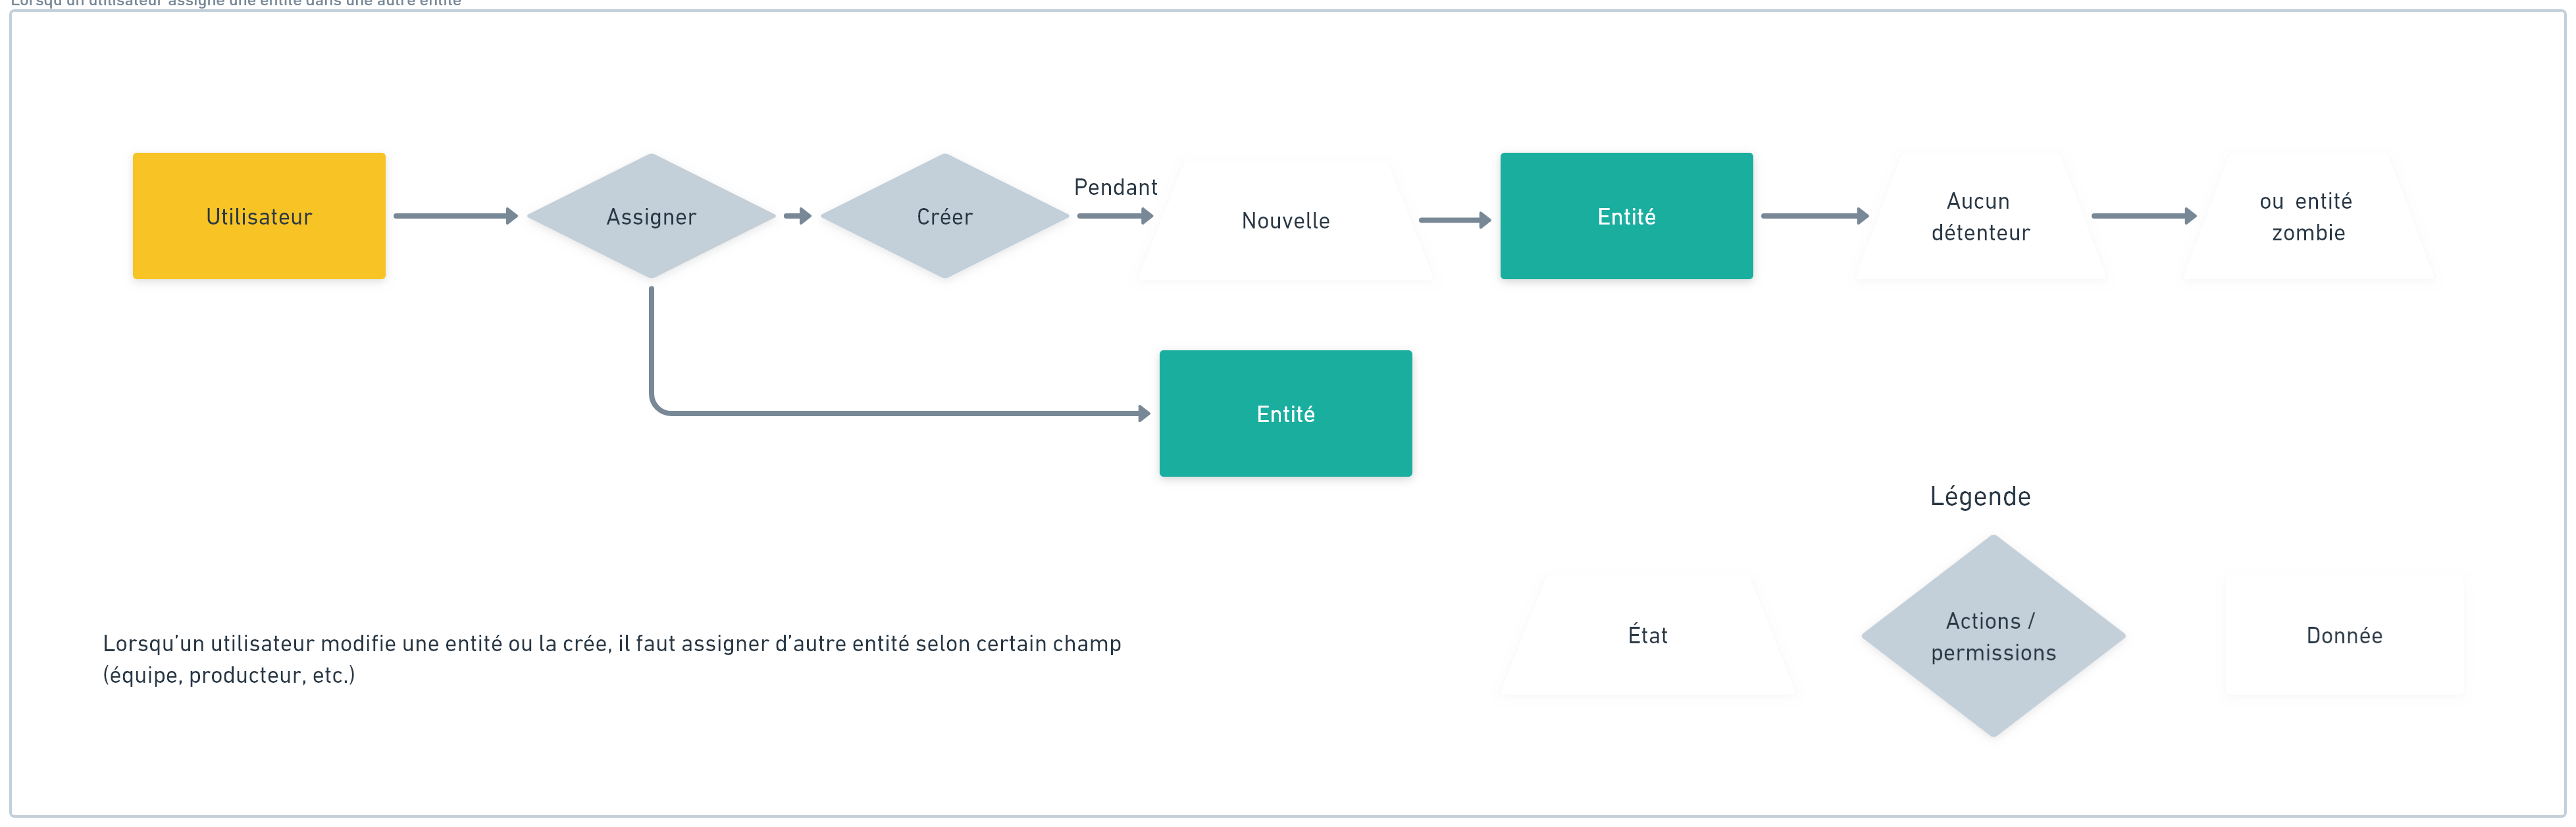 Lorsqu'un utilisateur assigne une entité dans une autre entité
Utilisateur
Assigner
Créer
Pendant
Nouvelle
Entité
Aucun
détenteur
ou entité
zombie
Entité
Légende
État
Actions /
permissions
Donnée
Lorsqu'un utilisateur modifie une entité ou la crée, il faut assigner d'autre entité selon certain champ
(équipe, producteur, etc.)